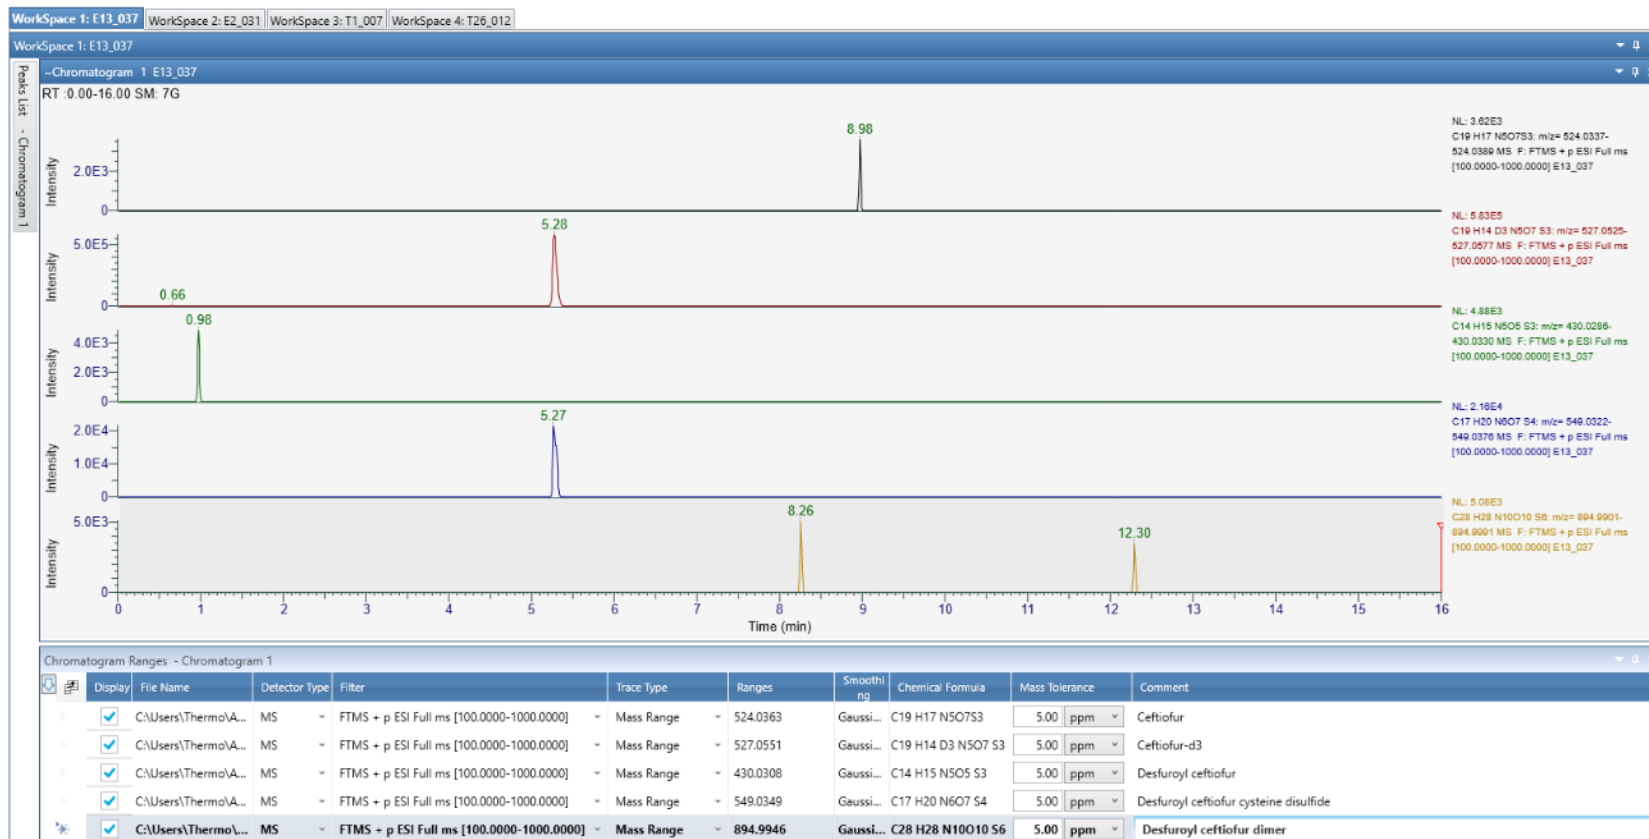 WorkSpace 1: E13_037 WorkSpace 2: E2_031 WorkSpace 3: T1_007 WorkSpace 4: T26_012
WorkSpace 1: E13_037
Peaks List - Chromatogram 1
~Chromatogram 1 E13_037
RT :0.00-16.00 SM: 7G
8.98
Intensity
2.0E3
0
NL: 3.62E3
C19 H17 N5O7S3: m/z= 524.0337-
524.0389 MS F: FTMS + p ESI Full ms
[100.0000-1000.0000] E13_037
5.28
0.66
Intensity
5.0E5
0
NL: 5.83E5
C19 H14 D3 N5O7 S3: m/z= 527.0525-
527.0577 MS F: FTMS + p ESI Full ms
[100.0000-1000.0000] E13_037
0.98
Intensity
4.0E3
2.0E3
0
NL: 4.88E3
C14 H15 N5O5 S3: m/z= 430.0286-
430.0330 MS F: FTMS + p ESI Full ms
[100.0000-1000.0000] E13_037
5.27
Intensity
2.0E4
1.0E4
0
NL: 2.16E4
C17 H20 N6O7 S4: m/z= 549.0322-
549.0376 MS F: FTMS + p ESI Full ms
[100.0000-1000.0000] E13_037
8.26
12.30
Intensity
5.0E3
0
NL: 5.08E3
C28 H28 N10O10 S6: m/z= 894.9901-
894.9991 MS F: FTMS + p ESI Full ms
[100.0000-1000.0000] E13_037
0 1 2 3 4 5 6 7 8 9 10 11 12 13 14 15 16
Time (min)
Chromatogram Ranges - Chromatogram 1
Display File Name Detector Type Filter Trace Type Ranges Smoothi ng Chemical Formula Mass Tolerance Comment
C:\Users\Thermo\A... MS FTMS + p ESI Full ms [100.0000-1000.0000] Mass Range 524.0363 Gaussi... C19 H17 N5O7S3 5.00 ppm Ceftiofur
C:\Users\Thermo\A... MS FTMS + p ESI Full ms [100.0000-1000.0000] Mass Range 527.0551 Gaussi... C19 H14 D3 N5O7 S3 5.00 ppm Ceftiofur-d3
C:\Users\Thermo\A... MS FTMS + p ESI Full ms [100.0000-1000.0000] Mass Range 430.0308 Gaussi... C14 H15 N5O5 S3 5.00 ppm Desfuroyl ceftiofur
C:\Users\Thermo\A... MS FTMS + p ESI Full ms [100.0000-1000.0000] Mass Range 549.0349 Gaussi... C17 H20 N6O7 S4 5.00 ppm Desfuroyl ceftiofur cysteine disulfide
C:\Users\Thermo\... MS FTMS + p ESI Full ms [100.0000-1000.0000] Mass Range 894.9946 Gaussi... C28 H28 N10O10 S6 5.00 ppm Desfuroyl ceftiofur dimer